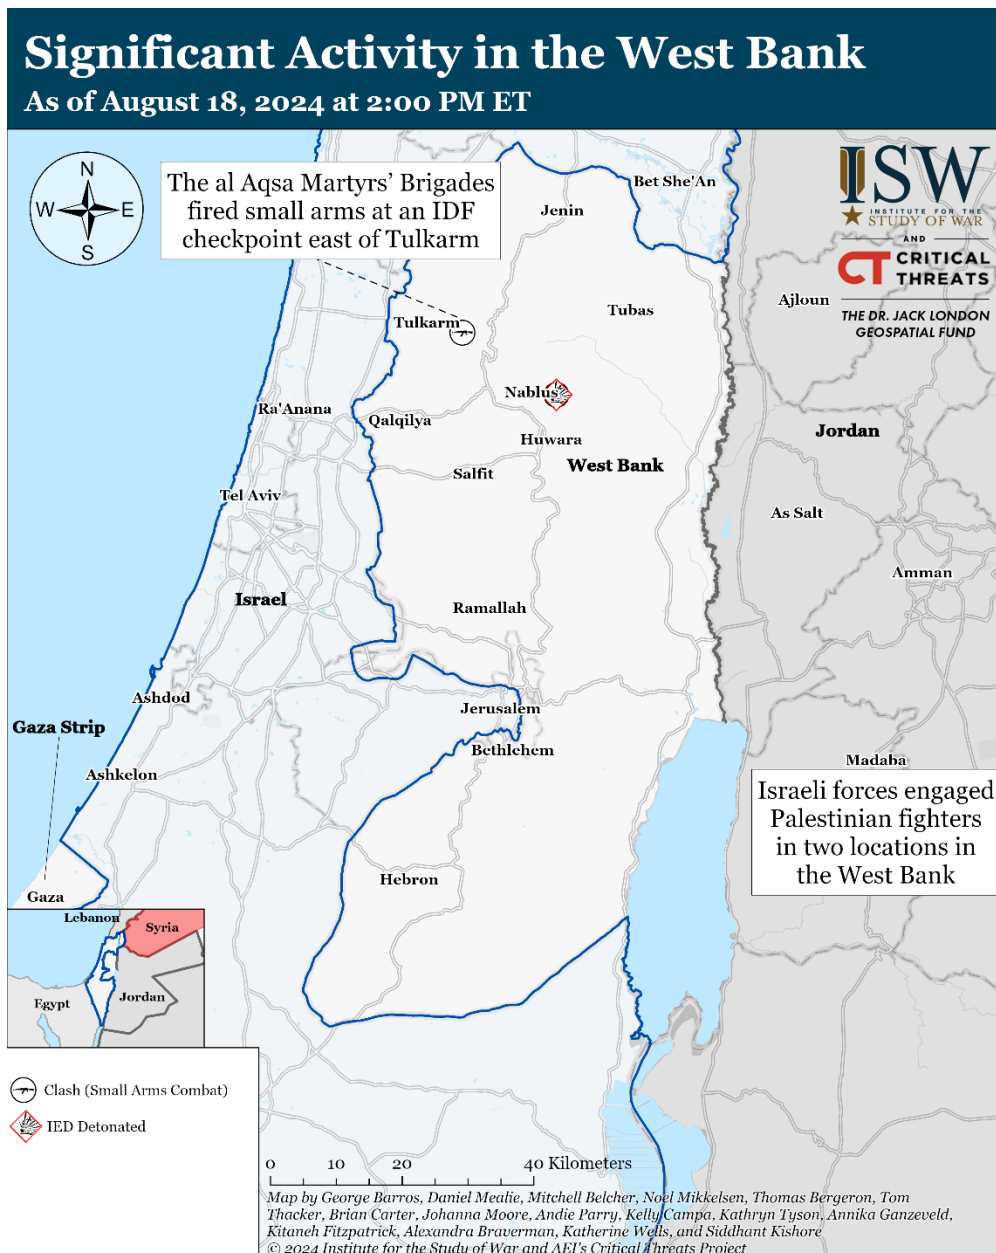 Significant Activity in the West Bank
As of August 18, 2024 at 2:00 PM ET
N
W
E
S
The al Aqsa Martyrs' Brigades
fired small arms at an IDF
checkpoint east of Tulkarm
ISW
INSTITUTE FOR THE
STUDY OF WAR
AND
CT CRITICAL
THREATS
THE DR. JACK LONDON
GEOSPATIAL FUND
Bet She'An
Jenin
Ajloun
Tubas
Tulkarm
Nablus
Ra'Anana
Qalqilya
Jordan
Huwara
West Bank
Salfit
Tel Aviv
As Salt
Amman
Israel
Ramallah
Ashdod
Jerusalem
Gaza Strip
Bethlehem
Madaba
Ashkelon
Israeli forces engaged
Palestinian fighters
in two locations in
the West Bank
Hebron
Gaza
Lebanon
Syria
Egypt
Jordan
Clash (Small Arms Combat)
IED Detonated
0 10 20 40 Kilometers
Map by George Barros, Daniel Mealie, Mitchell Belcher, Noel Mikkelsen, Thomas Bergeron, Tom
Thacker, Brian Carter, Johanna Moore, Andie Parry, Kelly Campa, Kathryn Tyson, Annika Ganzeveld,
Kitaneh Fitzpatrick, Alexandra Braverman, Katherine Wells, and Siddhant Kishore
© 2024 Institute for the Study of War and AEI's Critical Threats Project